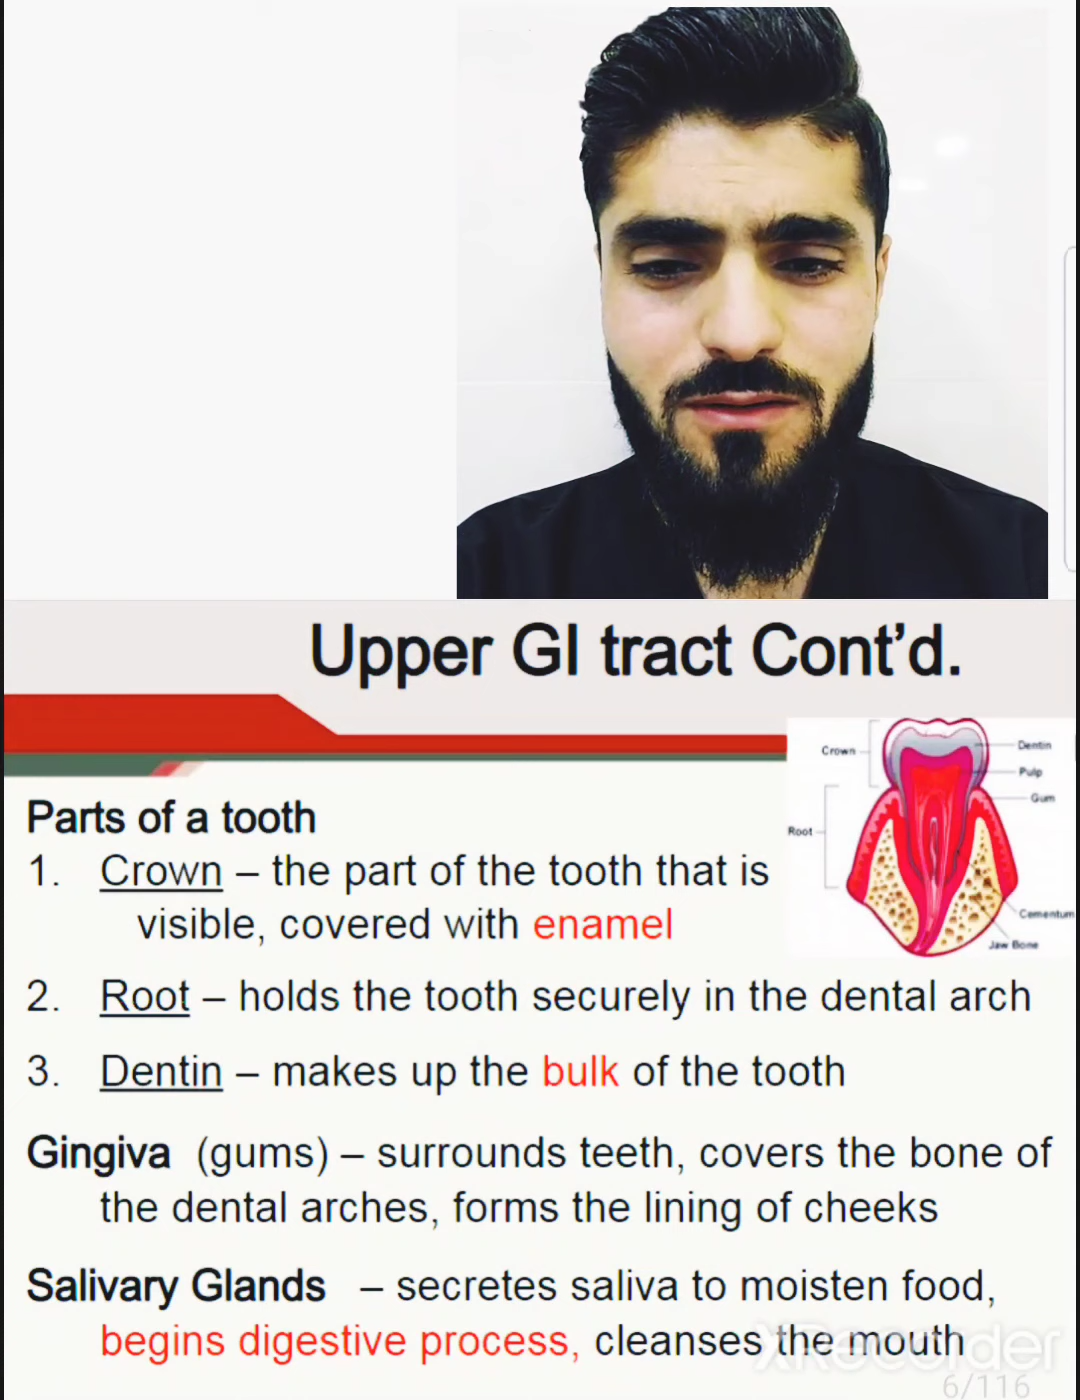 Upper GI tract Cont’d.
Crown
Dentin
Pulp
Gum
Root
Cementum
Jaw Bone
Parts of a tooth
1. Crown – the part of the tooth that is
visible, covered with enamel
2. Root – holds the tooth securely in the dental arch
3. Dentin – makes up the bulk of the tooth
Gingiva (gums) – surrounds teeth, covers the bone of
the dental arches, forms the lining of cheeks
Salivary Glands – secretes saliva to moisten food,
begins digestive process, cleanses the mouth
XRecorder
6/116